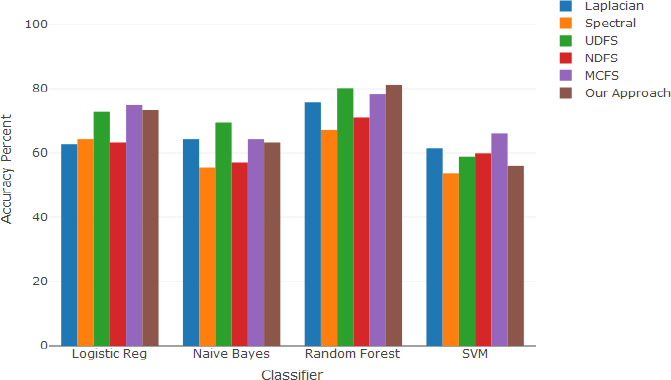 Laplacian
Spectral
UDFS
NDFS
MCFS
Our Approach
100
80
60
40
20
0
Accuracy Percent
Logistic Reg Naive Bayes Random Forest SVM
Classifier